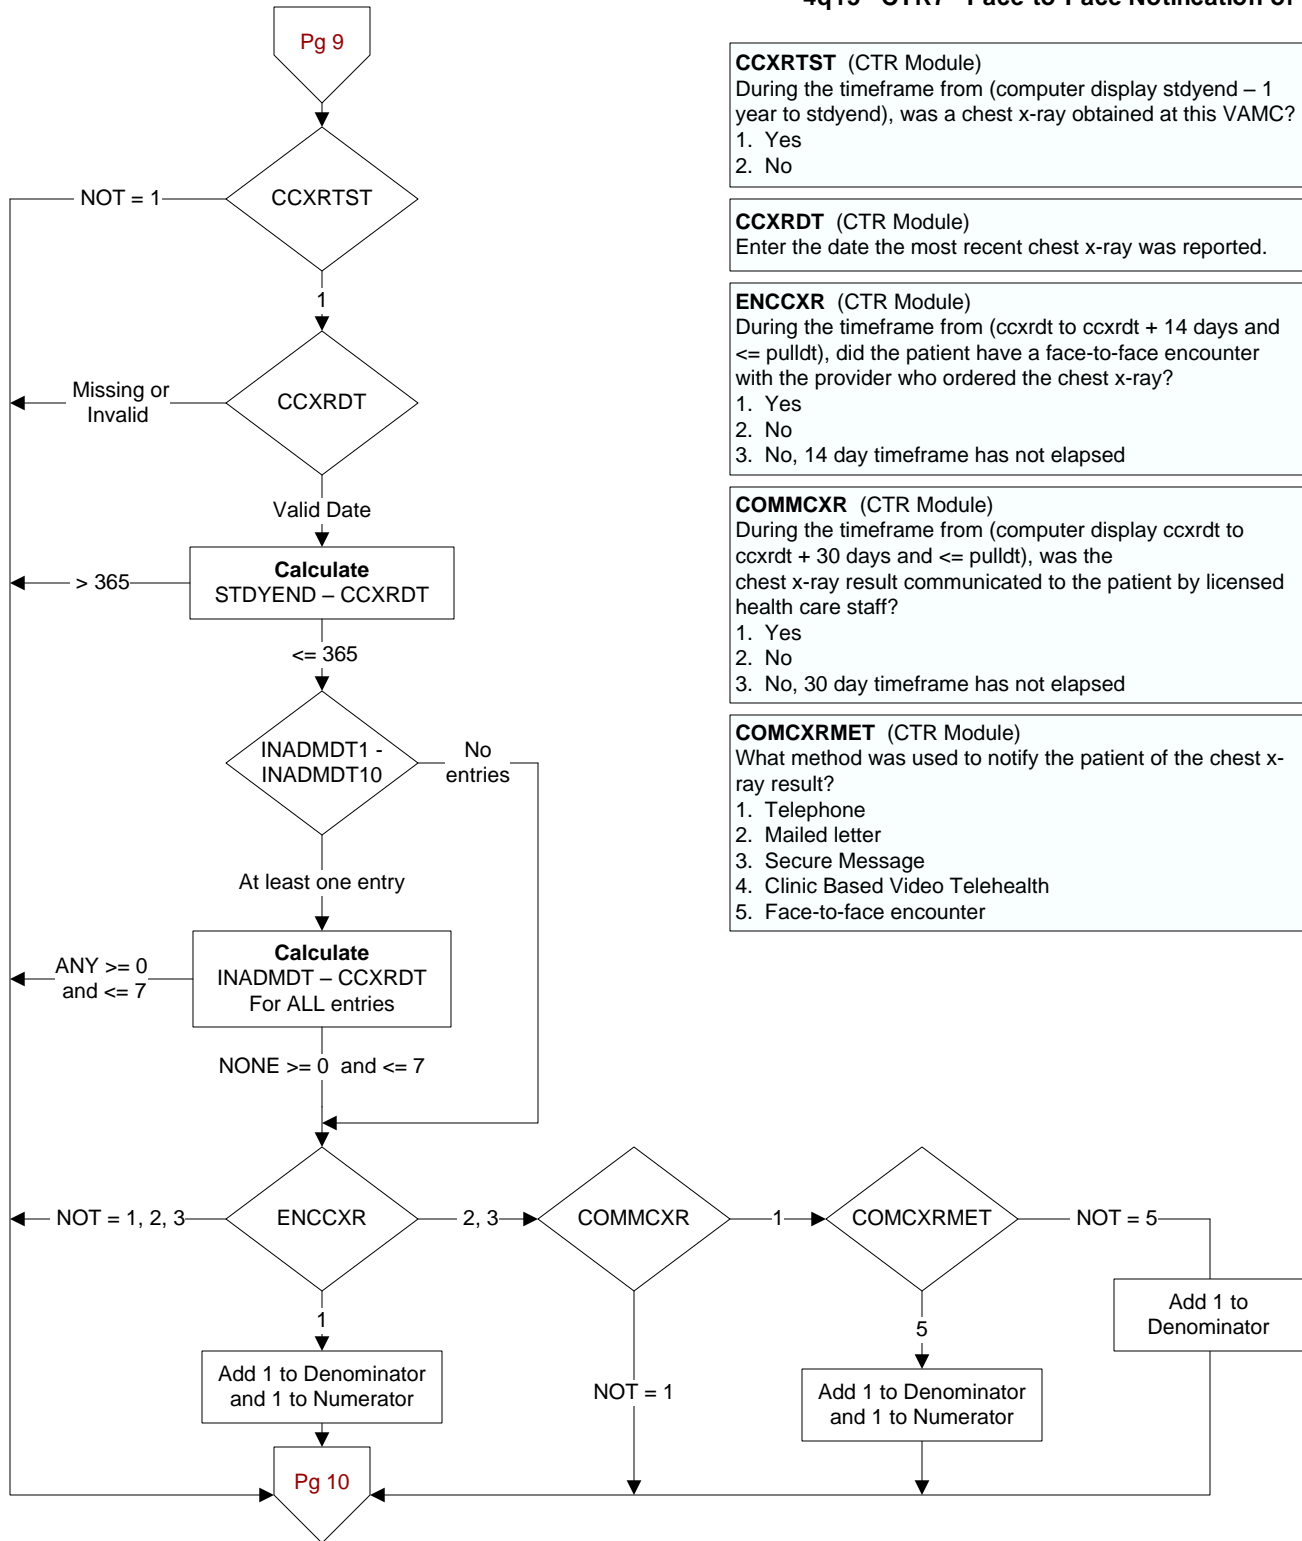 4q15 CTR7 Face-to-Face Notification of
Pg 9
CCXRTST (CTR Module)
During the timeframe from (computer display stdyend – 1
year to stdyend), was a chest x-ray obtained at this VAMC?
1. Yes
2. No
CCXRDT (CTR Module)
Enter the date the most recent chest x-ray was reported.
ENCCXR (CTR Module)
During the timeframe from (ccxrdt to ccxrdt + 14 days and
<= pulldt), did the patient have a face-to-face encounter
with the provider who ordered the chest x-ray?
1. Yes
2. No
3. No, 14 day timeframe has not elapsed
COMMCXR (CTR Module)
During the timeframe from (computer display ccxrdt to
ccxrdt + 30 days and <= pulldt), was the
chest x-ray result communicated to the patient by licensed
health care staff?
1. Yes
2. No
3. No, 30 day timeframe has not elapsed
COMCXRMET (CTR Module)
What method was used to notify the patient of the chest x-
ray result?
1. Telephone
2. Mailed letter
3. Secure Message
4. Clinic Based Video Telehealth
5. Face-to-face encounter
CCXRTST
NOT = 1
1
CCXRDT
Missing or
Invalid
Valid Date
Calculate
STDYEND – CCXRDT
> 365
<= 365
INADMDT1 -
INADMDT10
No
entries
At least one entry
Calculate
INADMDT – CCXRDT
For ALL entries
ANY >= 0
and <= 7
NONE >= 0 and <= 7
NOT = 1, 2, 3
ENCCXR
2, 3
COMMCXR
1
COMCXRMET
NOT = 5
1
Add 1 to Denominator
and 1 to Numerator
NOT = 1
5
Add 1 to Denominator
and 1 to Numerator
Add 1 to
Denominator
Pg 10